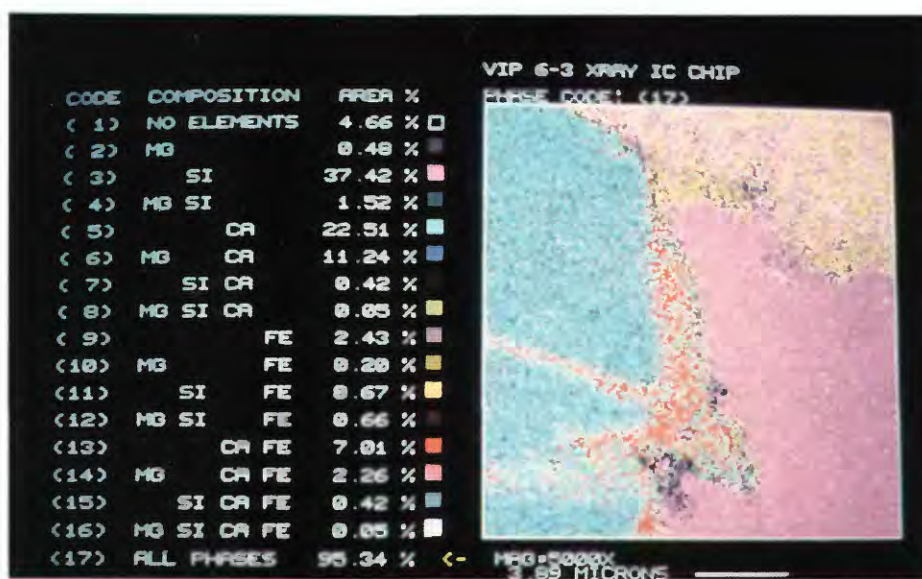 VIP 6-3 XRAY IC CHIP
PHASE CODE: (17)
CODE COMPOSITION AREA %
( 1) NO ELEMENTS 4.66 %
( 2) MG 0.48 %
( 3) SI 37.42 %
( 4) MG SI 1.52 %
( 5) CA 22.51 %
( 6) MG CA 11.24 %
( 7) SI CA 0.42 %
( 8) MG SI CA 0.05 %
( 9) FE 2.43 %
(10) MG FE 0.20 %
(11) SI FE 8.67 %
(12) MG SI FE 0.66 %
(13) CA FE 7.01 %
(14) MG CA FE 2.26 %
(15) SI CA FE 0.42 %
(16) MG SI CA FE 0.05 %
(17) ALL PHASES 95.34 % <-
MAG=5000X
MICRONS